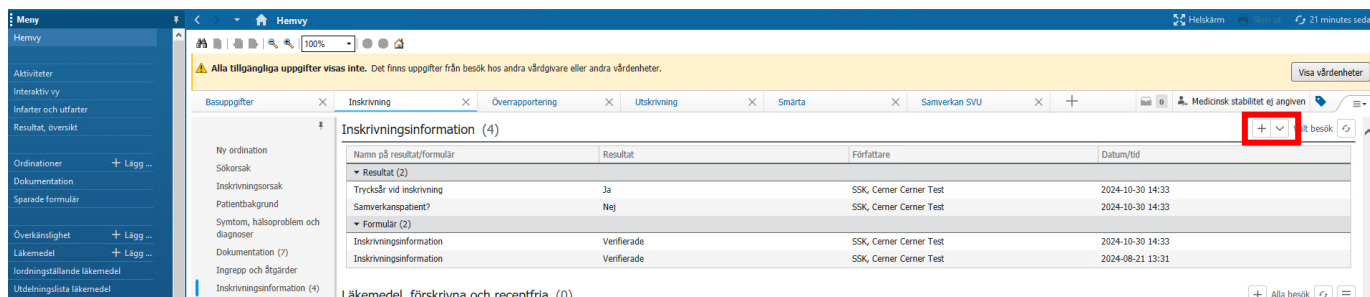 Meny
Hemvy
Aktiviteter
Interaktiv vy
Infarter och utfarter
Resultat, översikt
Ordinationer + Lägg ...
Dokumentation
Sparade formulär
Överkänslighet + Lägg ...
Läkemedel + Lägg ...
Iordningställande läkemedel
Utdelningslista läkemedel
Hemvy
Helskärm Skriv ut 21 minutes seda
100%
Alla tillgängliga uppgifter visas inte. Det finns uppgifter från besök hos andra vårdgivare eller andra vårdenheter.
Visa vårdenheter
Basuppgifter Inskrivning Överrapportering Utskrivning Smärta Samverkan SVU + 0 Medicinsk stabilitet ej angiven
Ny ordination
Sökorsak
Inskrivningsorsak
Patientbakgrund
Symtom, hälsoproblem och
diagnoser
Dokumentation (7)
Ingrepp och åtgärder
Inskrivningsinformation (4)
Inskrivningsinformation (4)
+ Valt besök
Namn på resultat/formulär Resultat Författare Datum/tid
Resultat (2)
Trycksår vid inskrivning Ja SSK, Cerner Cerner Test 2024-10-30 14:33
Samverkanspatient? Nej SSK, Cerner Cerner Test 2024-10-30 14:33
Formulär (2)
Inskrivningsinformation Verifierade SSK, Cerner Cerner Test 2024-10-30 14:33
Inskrivningsinformation Verifierade SSK, Cerner Cerner Test 2024-08-21 13:31
Läkemedel, förskrivna och receptfria (0)
+ Alla besök